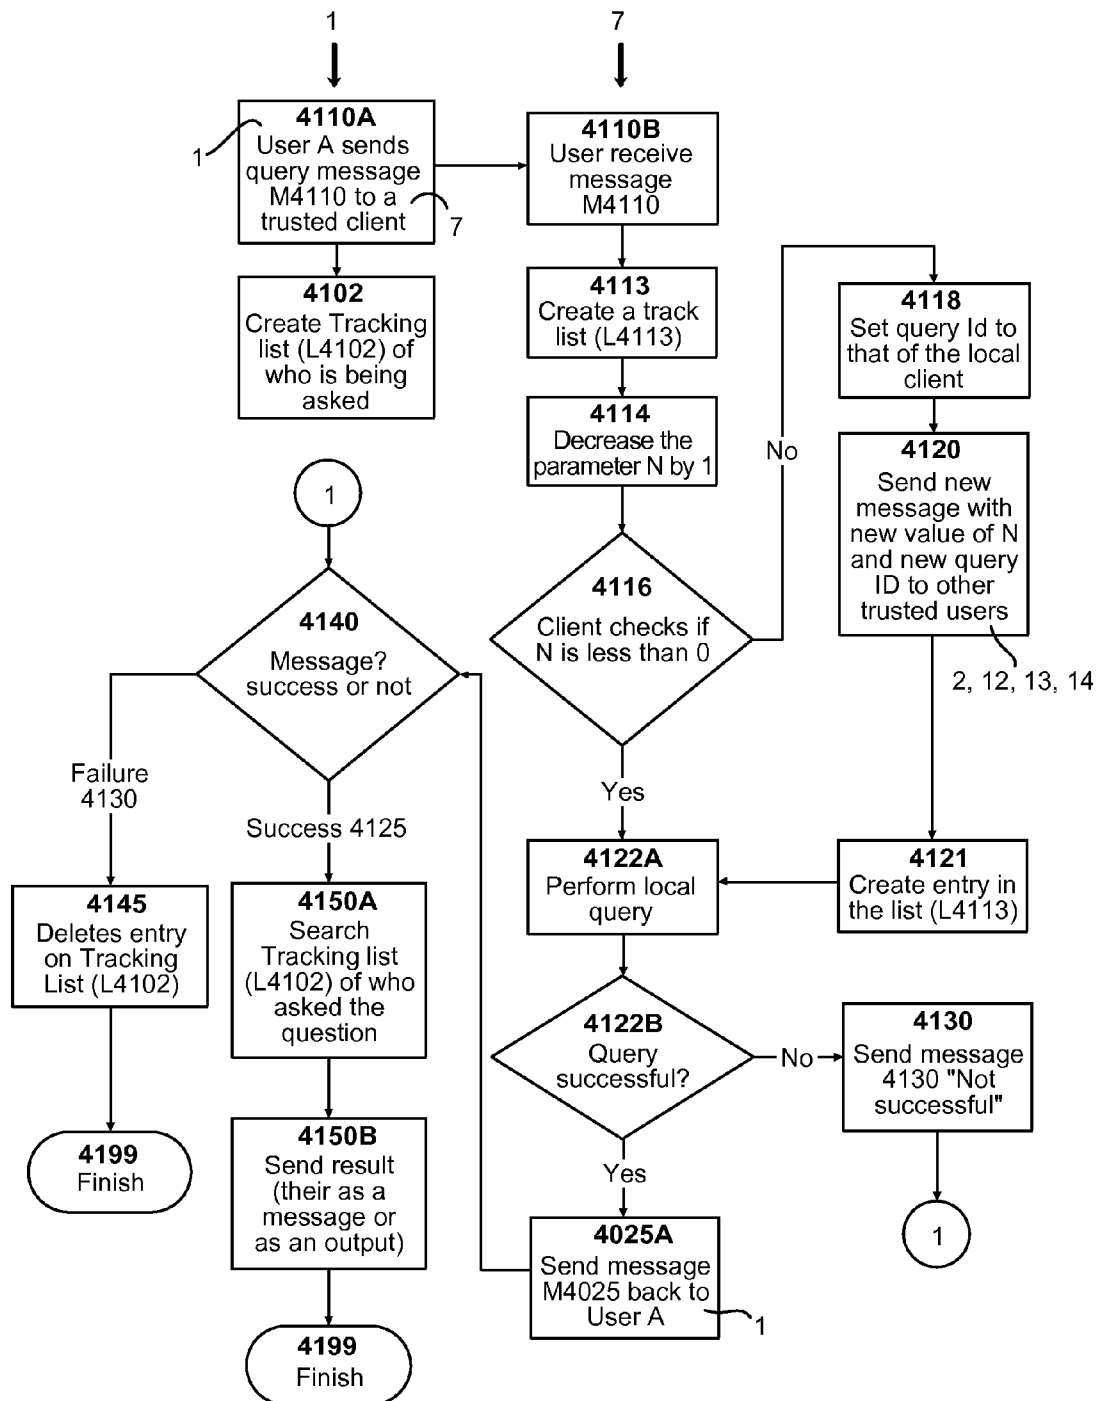 1
7
4110A
User A sends
query message
M4110 to a
trusted client
1
7
4110B
User receive
message
M4110
4102
Create Tracking
list (L4102) of
who is being
asked
4113
Create a track
list (L4113)
4114
Decrease the
parameter N by 1
4116
Client checks if
N is less than 0
No
Yes
4118
Set query Id to
that of the local
client
4120
Send new
message with
new value of N
and new query
ID to other
trusted users
2, 12, 13, 14
4121
Create entry in
the list (L4113)
4122A
Perform local
query
4122B
Query
successful?
No
Yes
4130
Send message
4130 "Not
successful"
1
4025A
Send message
M4025 back to
User A
1
1
4140
Message?
success or not
Failure
4130
Success 4125
4145
Deletes entry
on Tracking
List (L4102)
4199
Finish
4150A
Search
Tracking list
(L4102) of who
asked the
question
4150B
Send result
(their as a
message or
as an output)
4199
Finish